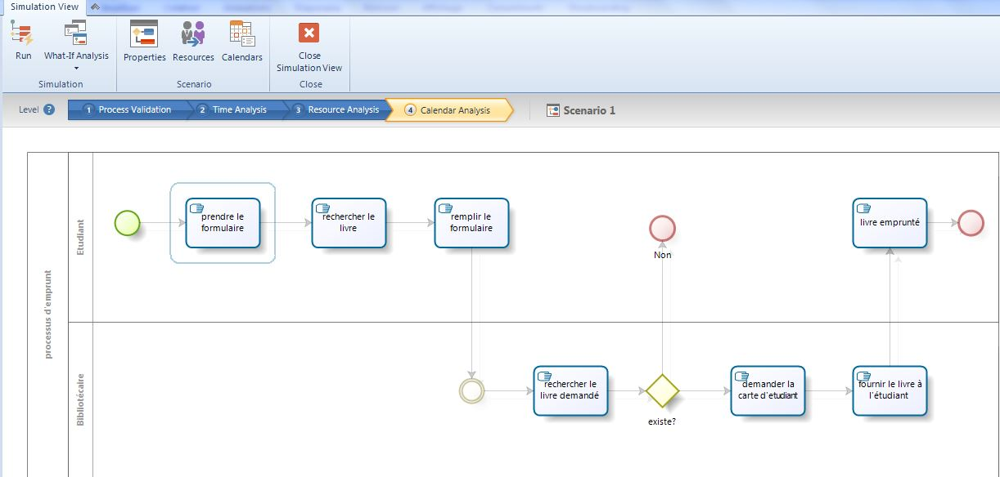 Simulation View
Run
What-If Analysis
Properties
Resources
Calendars
Close
Simulation View
Simulation
Scenario
Close
Level ?
1 Process Validation
2 Time Analysis
3 Resource Analysis
4 Calendar Analysis
Scenario 1
processus d'emprunt
Etudiant
prendre le
formulaire
rechercher le
livre
remplir le
formulaire
Non
livre emprunté
Bibliotécaire
rechercher le
livre demandé
existe?
demander la
carte d'etudiant
fournir le livre à
l'étudiant